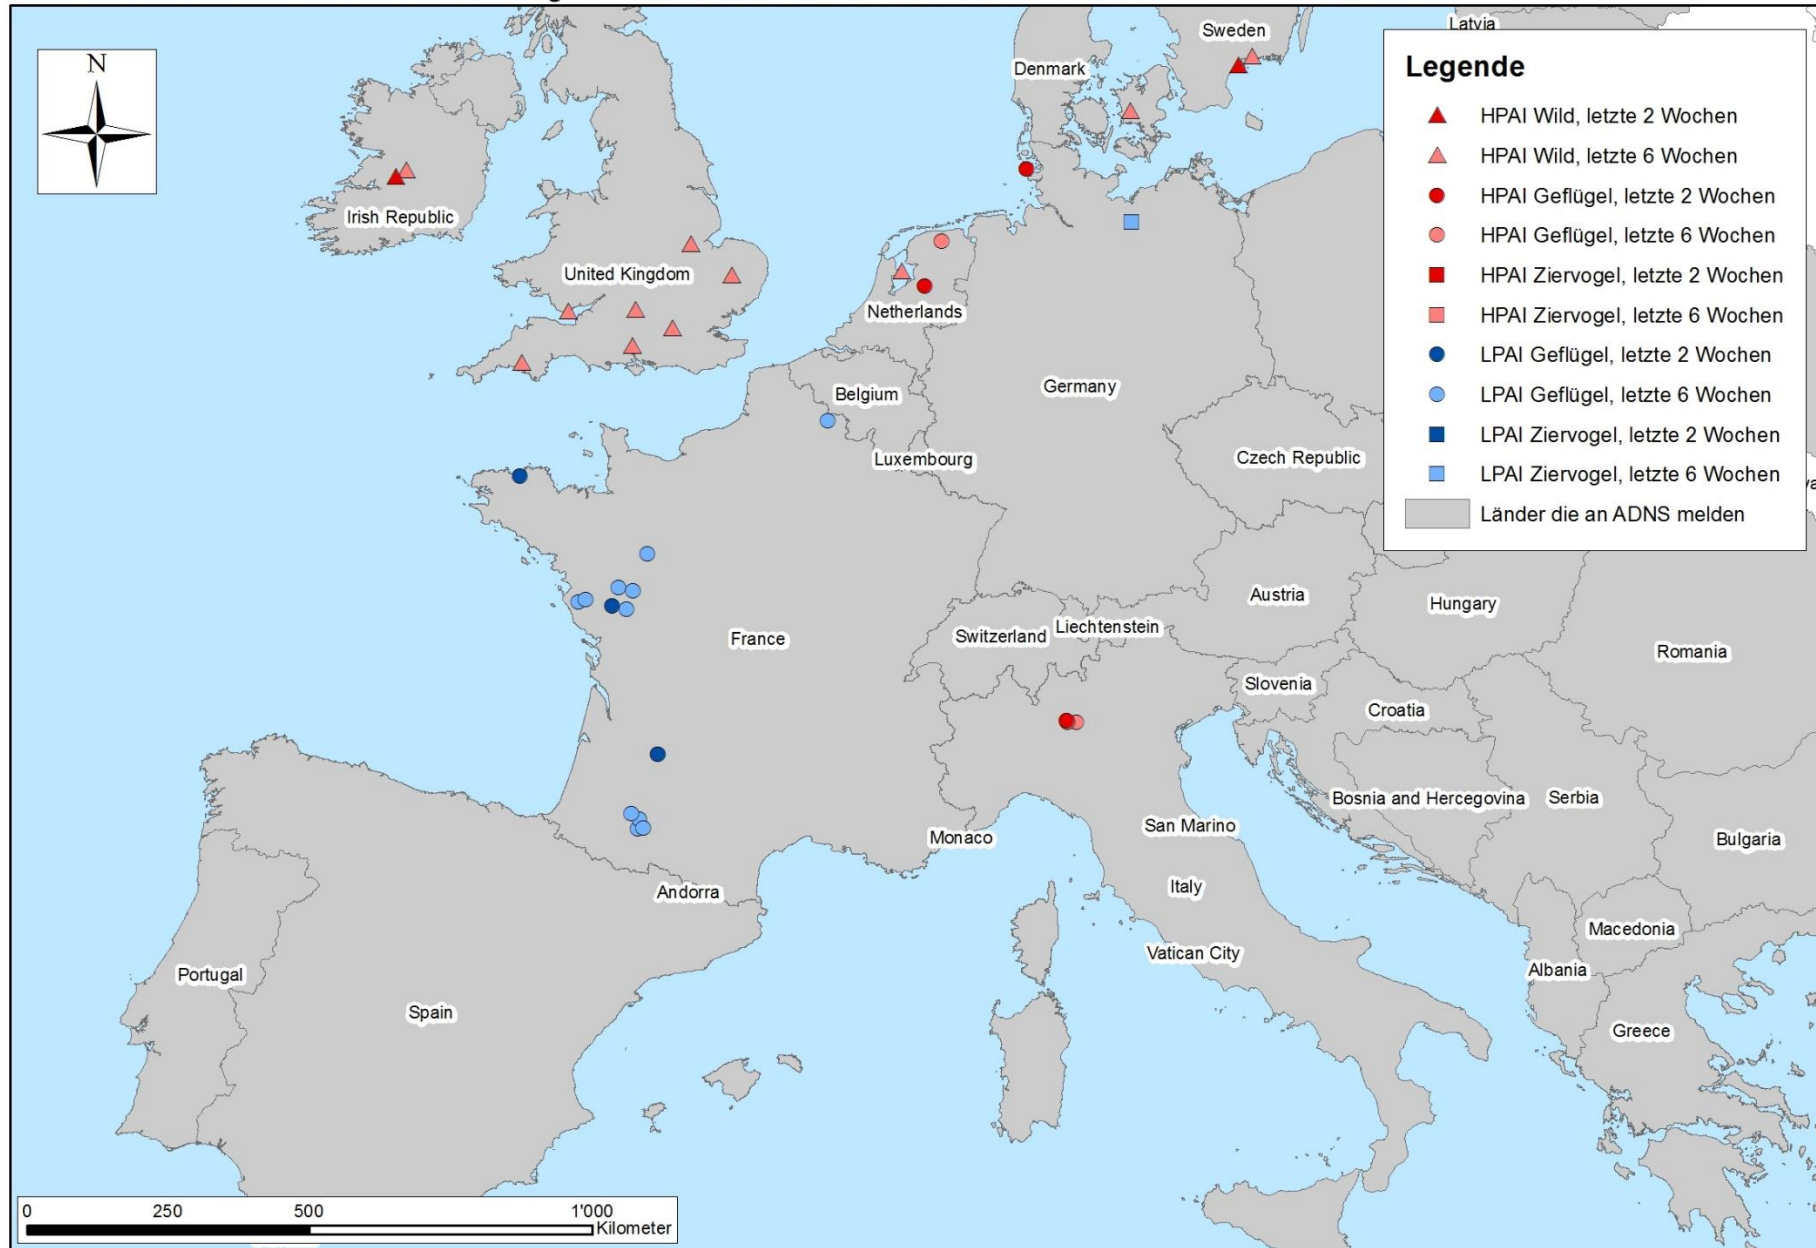 g
N
Legende
HPAI Wild, letzte 2 Wochen
HPAI Wild, letzte 6 Wochen
HPAI Geflügel, letzte 2 Wochen
HPAI Geflügel, letzte 6 Wochen
HPAI Ziervogel, letzte 2 Wochen
HPAI Ziervogel, letzte 6 Wochen
LPAI Geflügel, letzte 2 Wochen
LPAI Geflügel, letzte 6 Wochen
LPAI Ziervogel, letzte 2 Wochen
LPAI Ziervogel, letzte 6 Wochen
Länder die an ADNS melden
Latvia
Sweden
Denmark
Irish Republic
United Kingdom
Netherlands
Germany
Belgium
Luxembourg
Czech Republic
va
Austria
Hungary
Liechtenstein
Switzerland
France
Romania
Slovenia
Croatia
Bosnia and Hercegovina
Serbia
San Marino
Monaco
Bulgaria
Italy
Andorra
Macedonia
Vatican City
Albania
Portugal
Spain
Greece
0 250 500 1'000
Kilometer